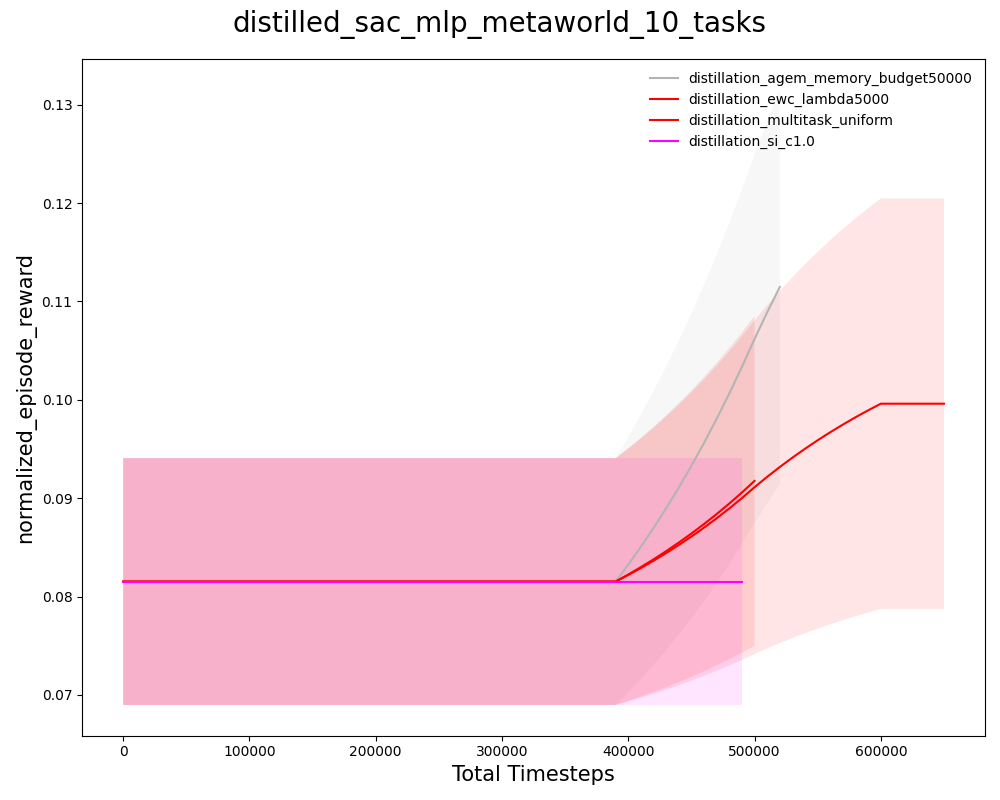 distilled_sac_mlp_metaworld_10_tasks
distillation_agem_memory_budget50000
distillation_ewc_lambda5000
distillation_multitask_uniform
distillation_si_c1.0
normalized_episode_reward
0.13
0.12
0.11
0.10
0.09
0.08
0.07
0
100000
200000
300000
400000
500000
600000
Total Timesteps